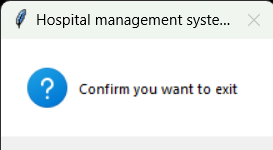 Hospital management syste...
Confirm you want to exit